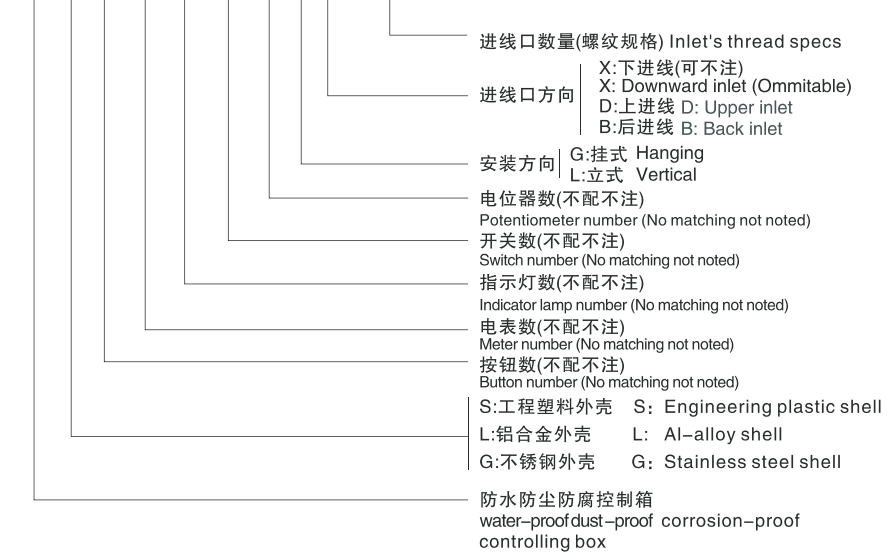 进线口数量(螺纹规格) Inlet's thread specs
X:下进线(可不注)
X: Downward inlet (Ommitable)
进线口方向
D:上进线 D: Upper inlet
B:后进线 B: Back inlet
安装方向
G:挂式 Hanging
L:立式 Vertical
电位器数(不配不注)
Potentiometer number (No matching not noted)
开关数(不配不注)
Switch number (No matching not noted)
指示灯数(不配不注)
Indicator lamp number (No matching not noted)
电表数(不配不注)
Meter number (No matching not noted)
按钮数(不配不注)
Button number (No matching not noted)
S:工程塑料外壳 S: Engineering plastic shell
L:铝合金外壳 L: Al-alloy shell
G:不锈钢外壳 G: Stainless steel shell
防水防尘防腐控制箱
water-proof dust-proof corrosion-proof
controlling box